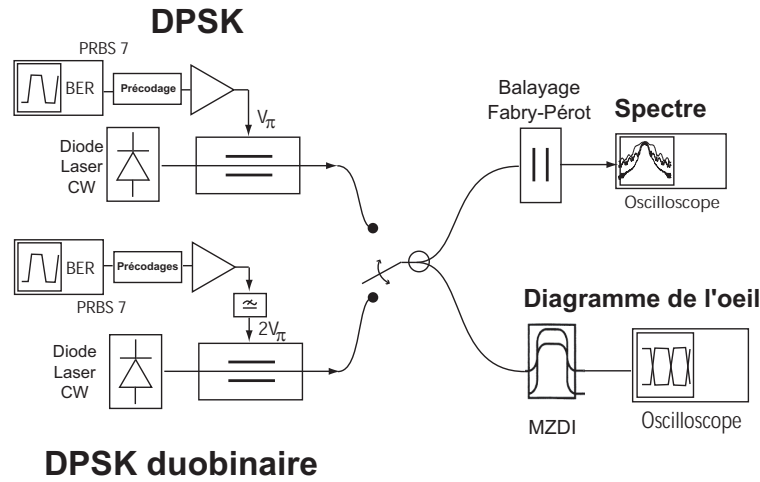 DPSK
PRBS 7
BER
Précodage
Vπ
Diode
Laser
CW
Balayage
Fabry-Pérot
Spectre
Oscilloscope
BER
Précodages
PRBS 7
2Vπ
Diode
Laser
CW
Diagramme de l'oeil
MZDI
Oscilloscope
DPSK duobinaire